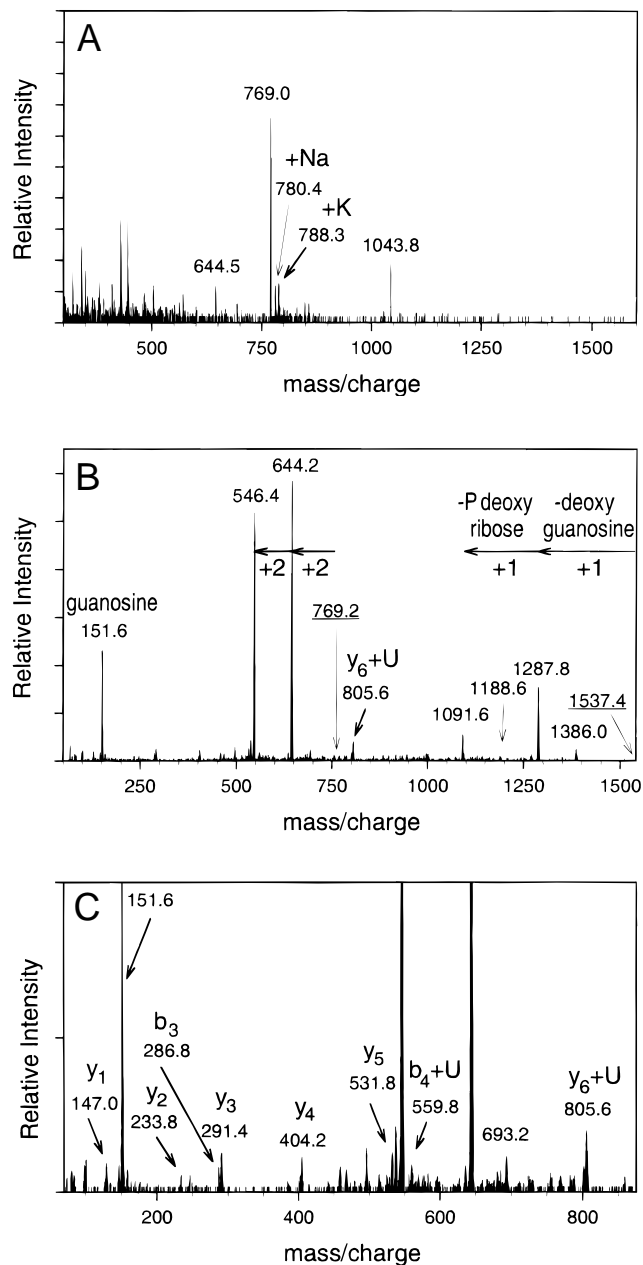 A
Relative Intensity
769.0
+Na
780.4
+K
788.3
644.5
1043.8
500 750 1000 1250 1500
mass/charge
B
Relative Intensity
644.2
546.4
-P deoxy ribose
-deoxy guanosine
+2 +2
+1 +1
guanosine
151.6
769.2
y6+U
805.6
1287.8
1188.6
1091.6
1537.4
1386.0
250 500 750 1000 1250 1500
mass/charge
C
Relative Intensity
151.6
b3
286.8
y1
147.0
y2
233.8
y3
291.4
y4
404.2
y5
531.8
b4+U
559.8
y6+U
805.6
693.2
200 400 600 800
mass/charge